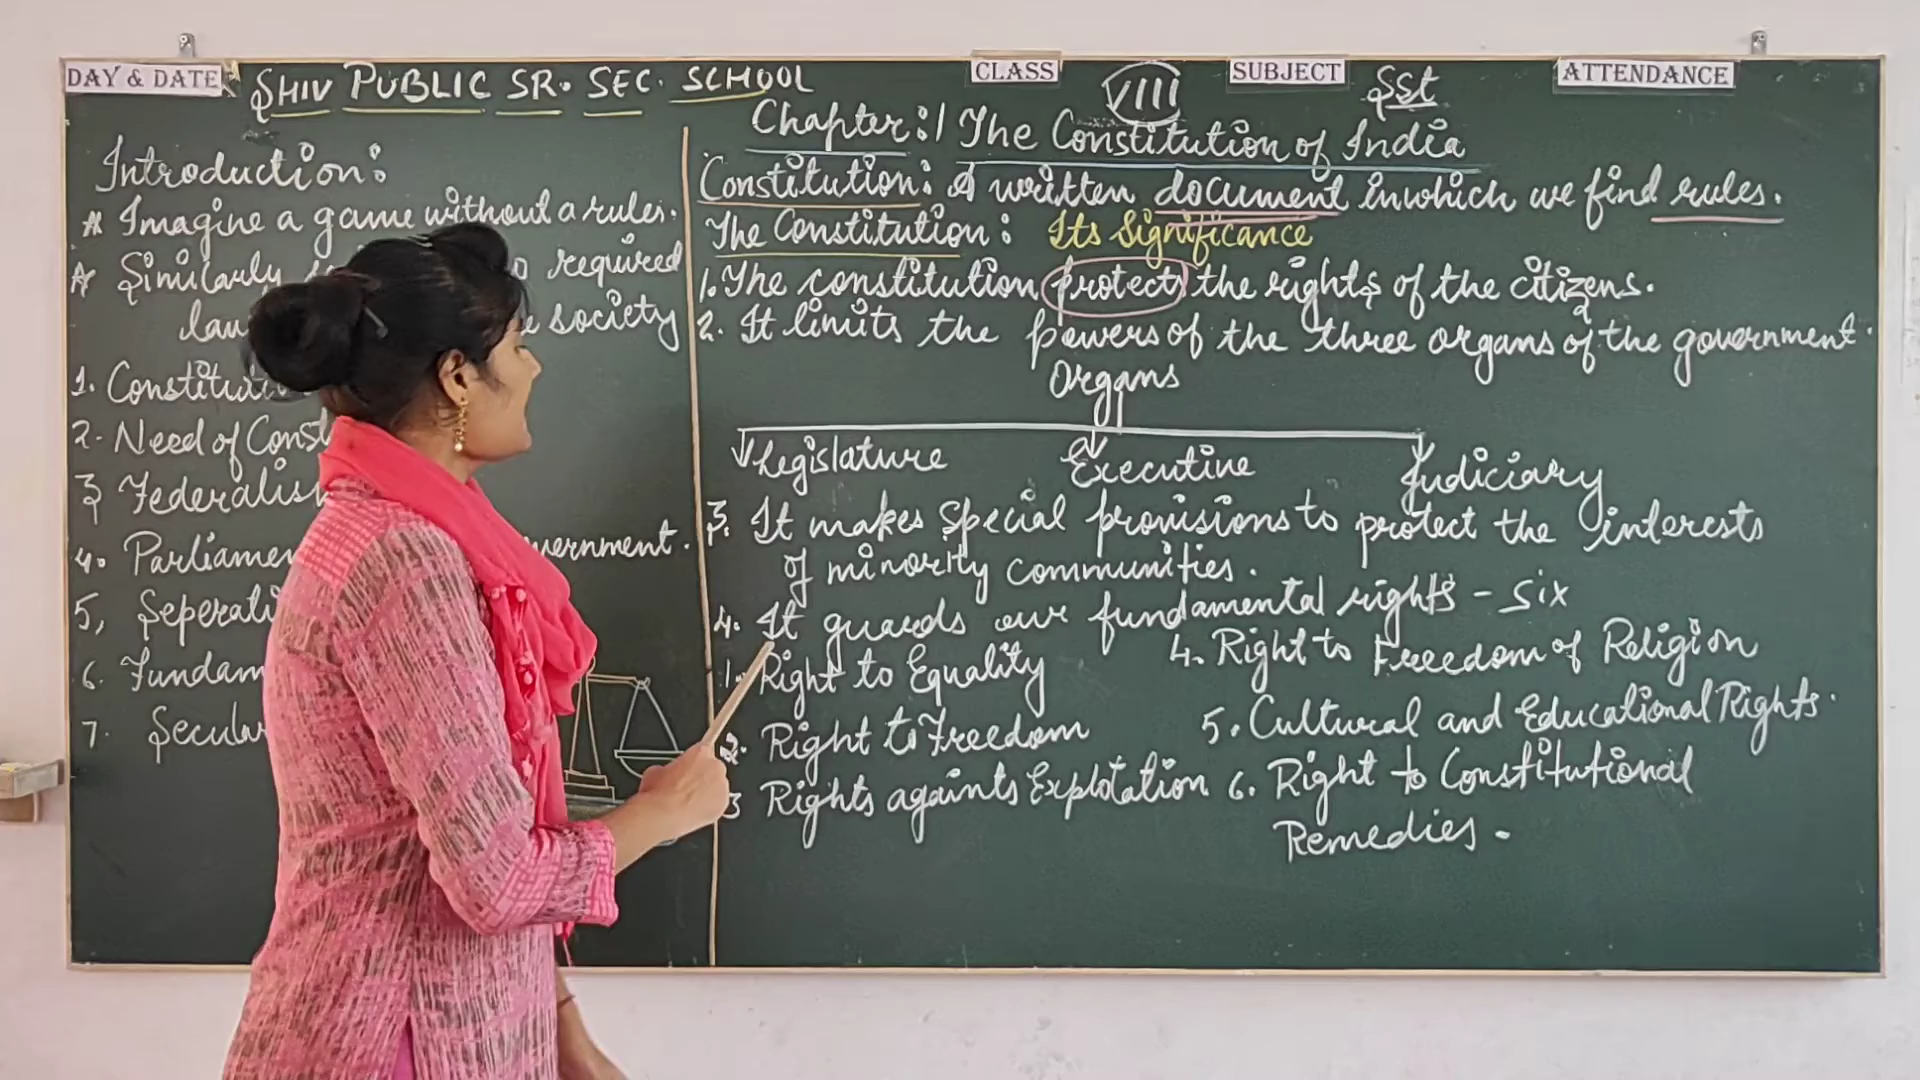 DAY & DATE
SHIV PUBLIC SR. SEC. SCHOOL
CLASS
VIII
SUBJECT
SSt
ATTENDANCE
Introduction:
Imagine a game without a rules.
Similarly required
society
1. Constituti
2. Need of Const
3 Federalis
4. Parliamen vernment.
5, Seperati
6. Fundam
7. Secular
Chapter:1 The Constitution of India
Constitution: A written document in which we find rules.
The Constitution: Its Significance
1. The constitution protects the rights of the citizens.
2. It limits the powers of the three organs of the government.
Organs
Legislature Executive Judiciary
3. It makes special provisions to protect the interests
of minority communities.
4. It guards our fundamental rights - six
1. Right to Equality
2. Right to Freedom
3 Rights againts Explotation
4. Right to Freedom of Religion
5. Cultural and Educational Rights.
6. Right to Constitutional
Remedies.